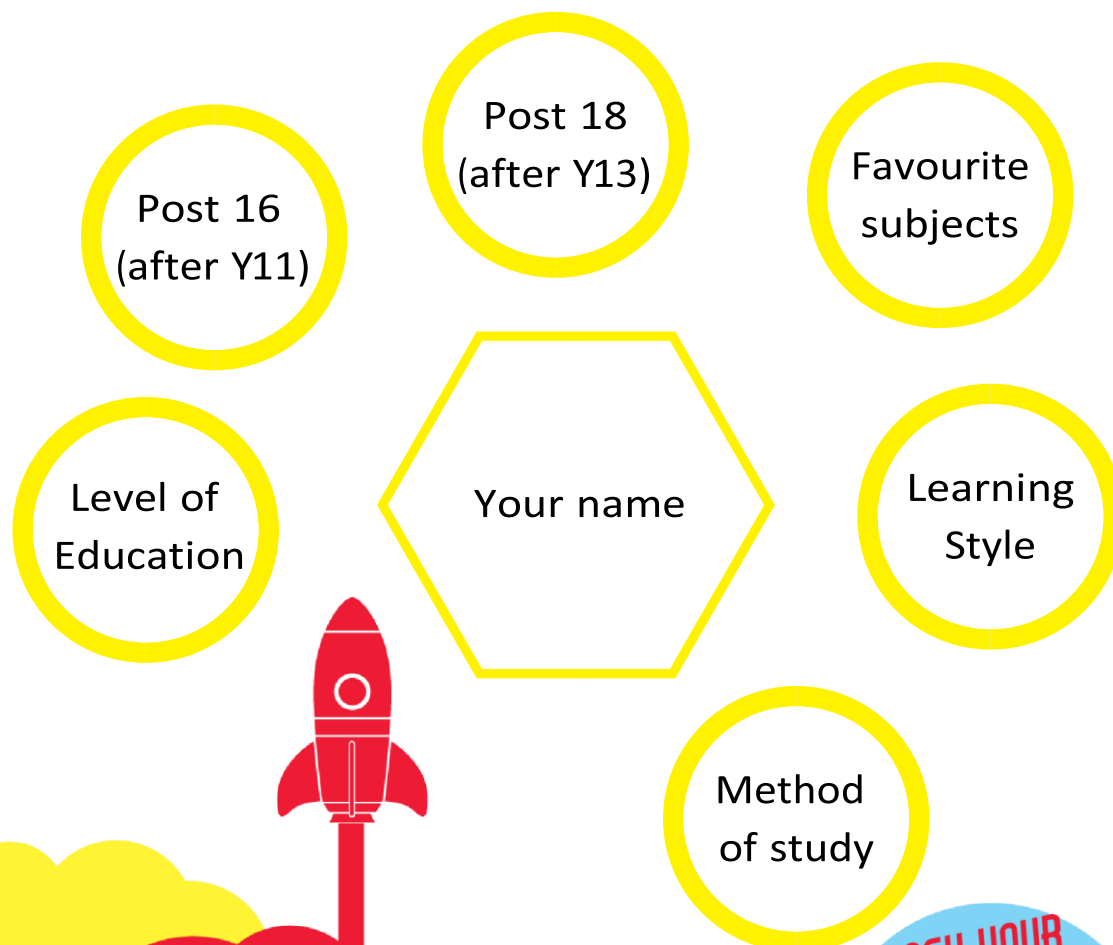 Post 18
(after Y13)
Favourite
subjects
Post 16
(after Y11)
Level of
Education
Your name
Learning
Style
Method
of study